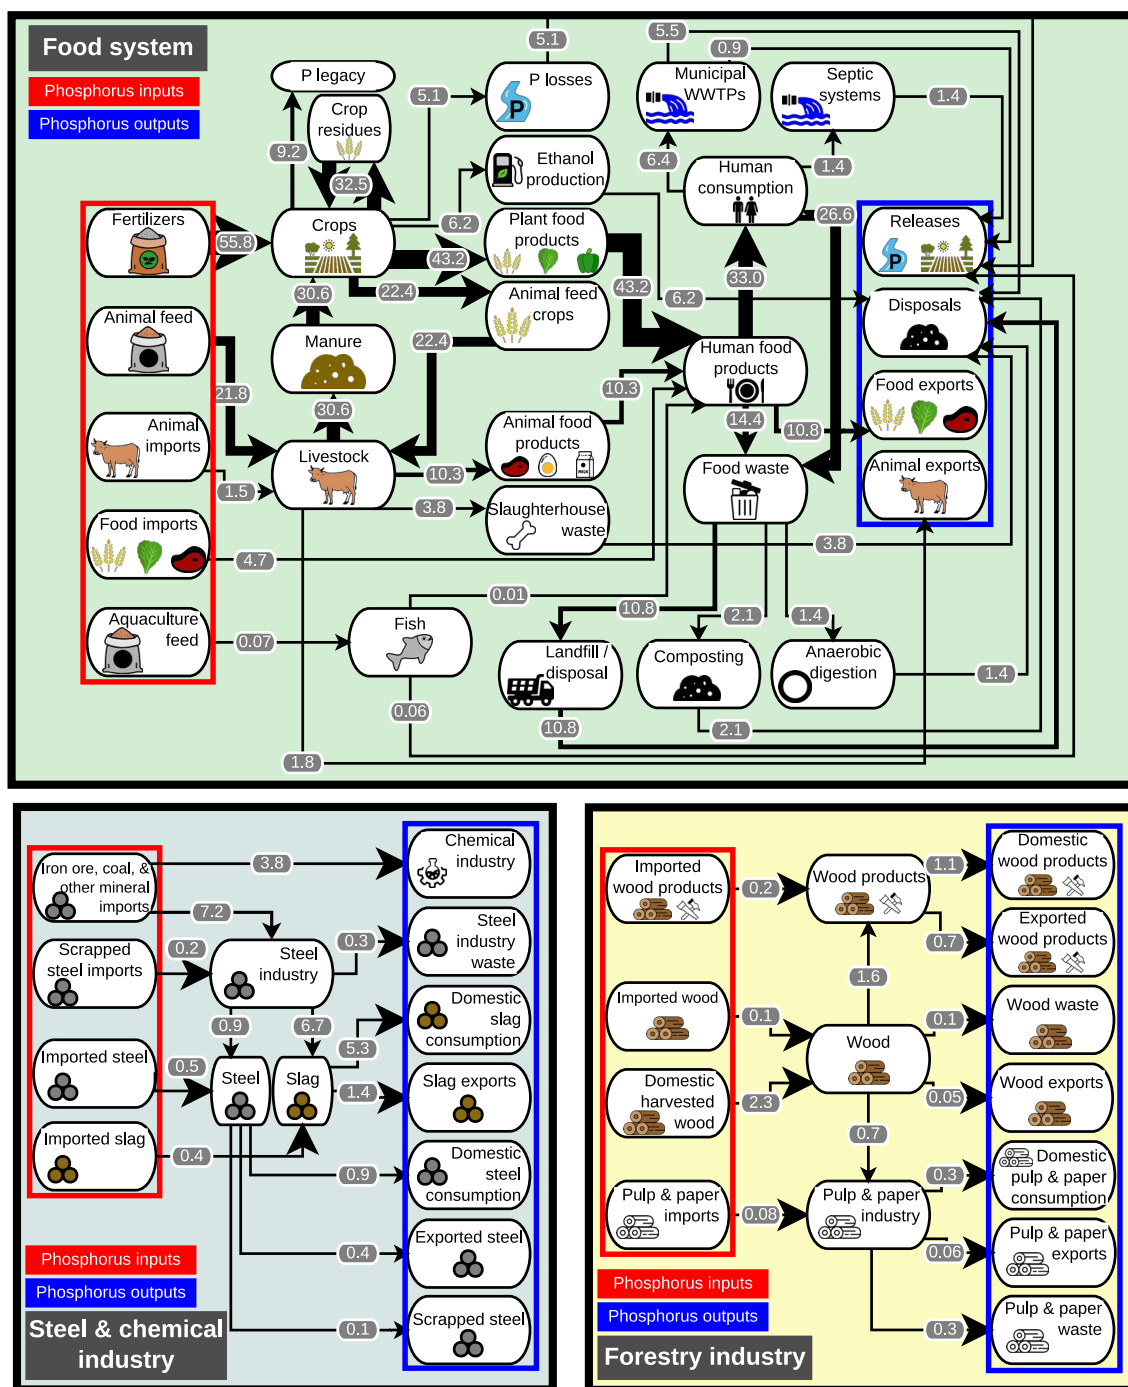 Food system
Phosphorus inputs
Phosphorus outputs
P legacy
Crop
residues
9.2
32.5
5.1
5.1
P losses
P
Ethanol
production
6.2
5.5
0.9
Municipal
WWTPs
Septic
systems
1.4
6.4
1.4
Human
consumption
26.6
Fertilizers
55.8
Crops
43.2
22.4
Plant food
products
43.2
33.0
Releases
P
Animal feed
30.6
Manure
22.4
Animal feed
crops
6.2
Disposals
21.8
30.6
Human food
products
10.3
14.4
10.8
Food exports
Animal
imports
1.5
Livestock
10.3
Animal food
products
MILK
Food waste
Animal exports
3.8
Slaughterhouse
waste
3.8
Food imports
4.7
0.01
10.8
2.1
1.4
Aquaculture
feed
0.07
Fish
Landfill /
disposal
Composting
Anaerobic
digestion
1.4
0.06
10.8
2.1
1.8
Iron ore, coal, &
other mineral
imports
3.8
Chemical
industry
7.2
Scrapped
steel imports
0.2
Steel
industry
0.3
Steel
industry
waste
0.9
6.7
5.3
Domestic
slag
consumption
Imported steel
0.5
Steel
Slag
1.4
Slag exports
Imported slag
0.4
0.9
Domestic
steel
consumption
0.4
Exported steel
0.1
Scrapped steel
Phosphorus inputs
Phosphorus outputs
Steel & chemical
industry
Imported
wood products
0.2
Wood products
1.1
Domestic
wood products
0.7
Exported
wood products
1.6
Imported wood
0.1
Wood
0.1
Wood waste
Domestic
harvested
wood
2.3
0.05
Wood exports
0.7
Pulp & paper
imports
0.08
Pulp & paper
industry
0.3
Domestic
pulp & paper
consumption
0.06
Pulp & paper
exports
0.3
Pulp & paper
waste
Phosphorus inputs
Phosphorus outputs
Forestry industry